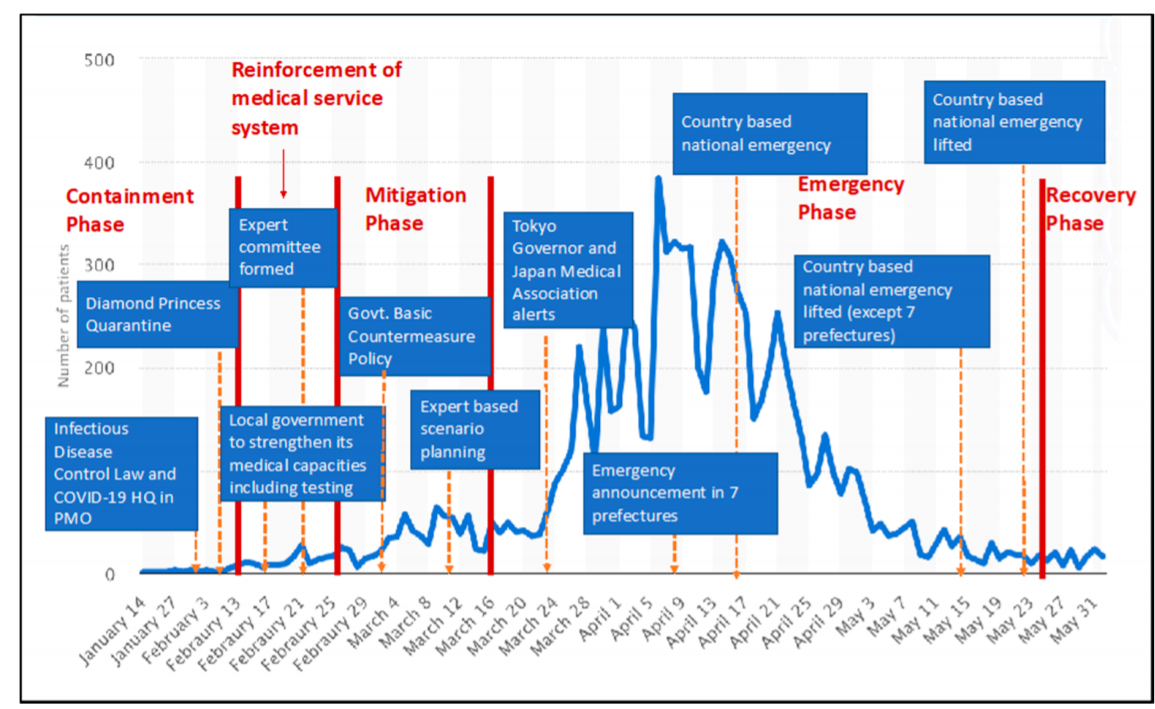 500
400
300
200
0
Number of patients
Reinforcement of
medical service
system
Containment
Phase
Mitigation
Phase
Emergency
Phase
Recovery
Phase
Country based
national emergency
Country based
national emergency
lifted
Expert
committee
formed
Tokyo
Governor and
Japan Medical
Association
alerts
Diamond Princess
Quarantine
Govt. Basic
Countermeasure
Policy
Country based
national emergency
lifted (except 7
prefectures)
Infectious
Disease
Control Law and
COVID-19 HQ in
PMO
Local government
to strengthen its
medical capacities
including testing
Expert based
scenario
planning
Emergency
announcement in 7
prefectures
January 14
January 27
February 3
Febraury 13
February 17
February 21
February 25
February 29
March 4
March 8
March 12
March 16
March 20
March 24
March 28
April 1
April 5
April 9
April 13
April 17
April 21
April 25
April 29
May 3
May 7
May 11
May 15
May 19
May 23
May 27
May 31